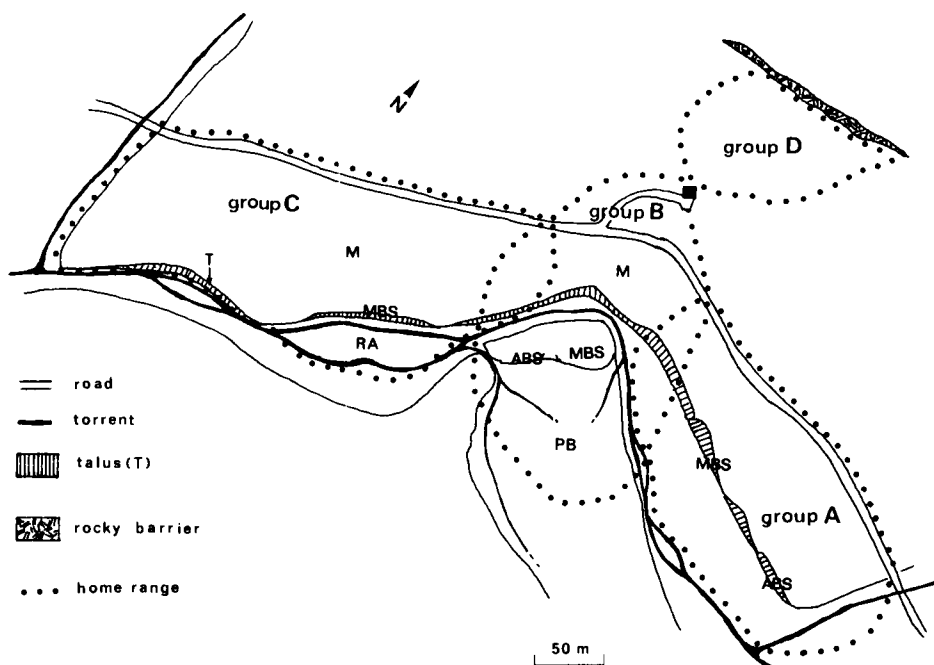 N
group D
group C
group B
M
M
T
MBS
RA
ABS
MBS
PB
MBS
group A
ABS
road
torrent
talus(T)
rocky barrier
home range
50 m